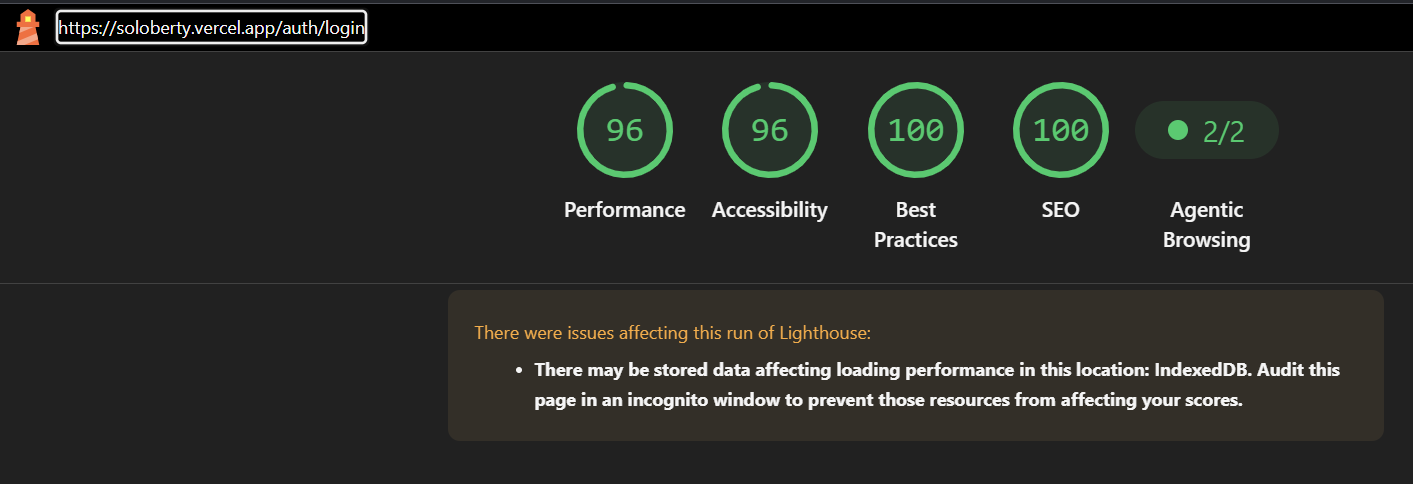 https://soloberty.vercel.app/auth/login
96
96
100
100
2/2
Performance
Accessibility
Best
Practices
SEO
Agentic
Browsing
There were issues affecting this run of Lighthouse:
• There may be stored data affecting loading performance in this location: IndexedDB. Audit this
page in an incognito window to prevent those resources from affecting your scores.